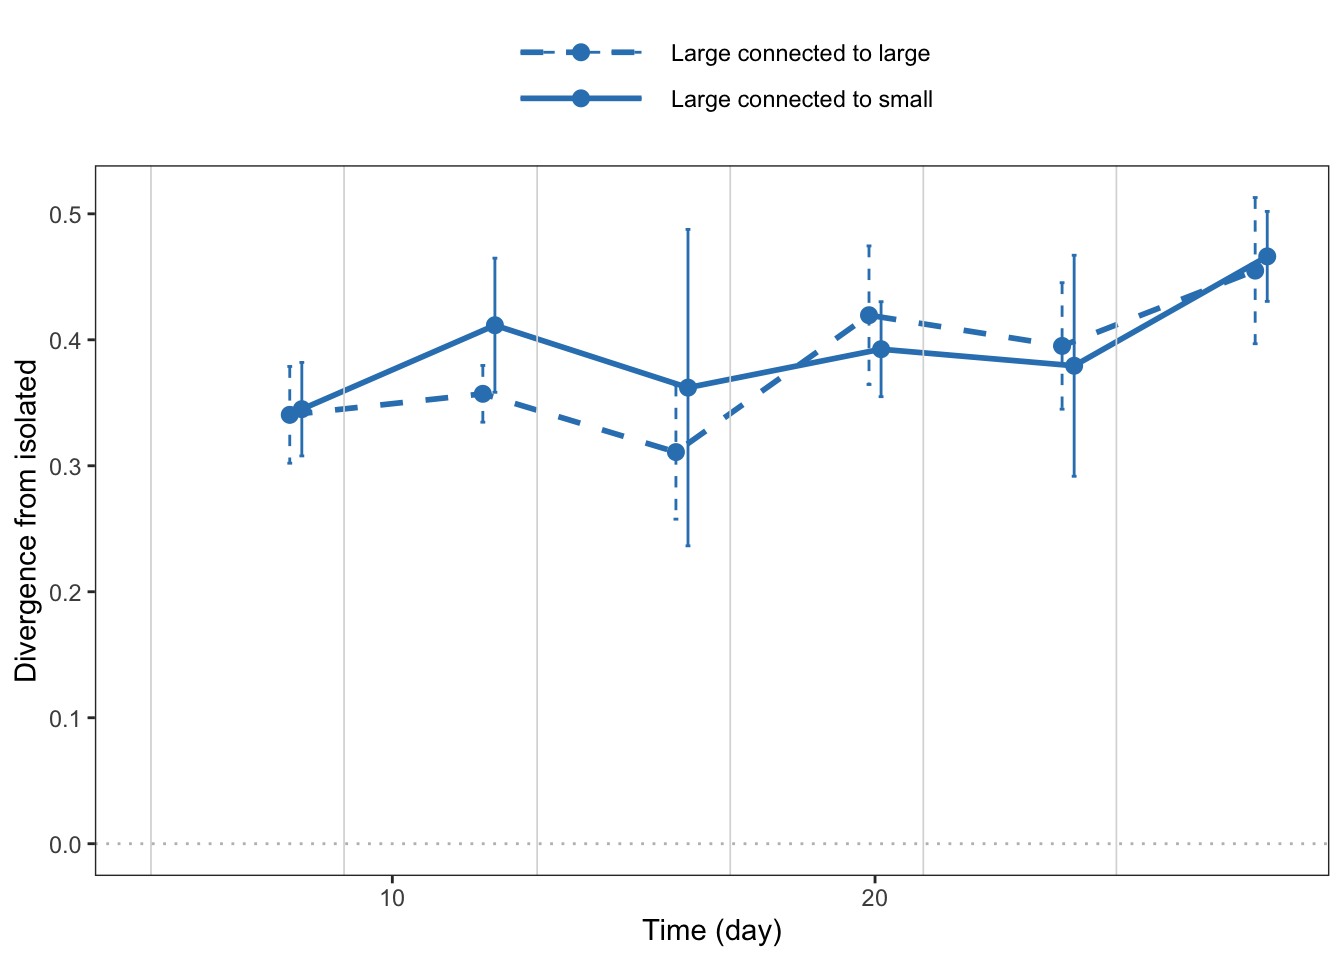 Large connected to large
Large connected to small
Divergence from isolated
0.5
0.4
0.3
0.2
0.1
0.0
10
20
Time (day)